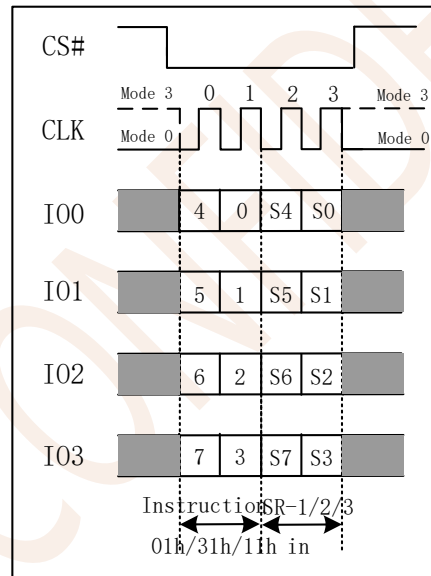 CS#
Mode 3 0 1 2 3 Mode 3
CLK
Mode 0 Mode 0
IO0 4 0 S4 S0
IO1 5 1 S5 S1
IO2 6 2 S6 S2
IO3 7 3 S7 S3
Instruction SR-1/2/3
01h/31h/11h in